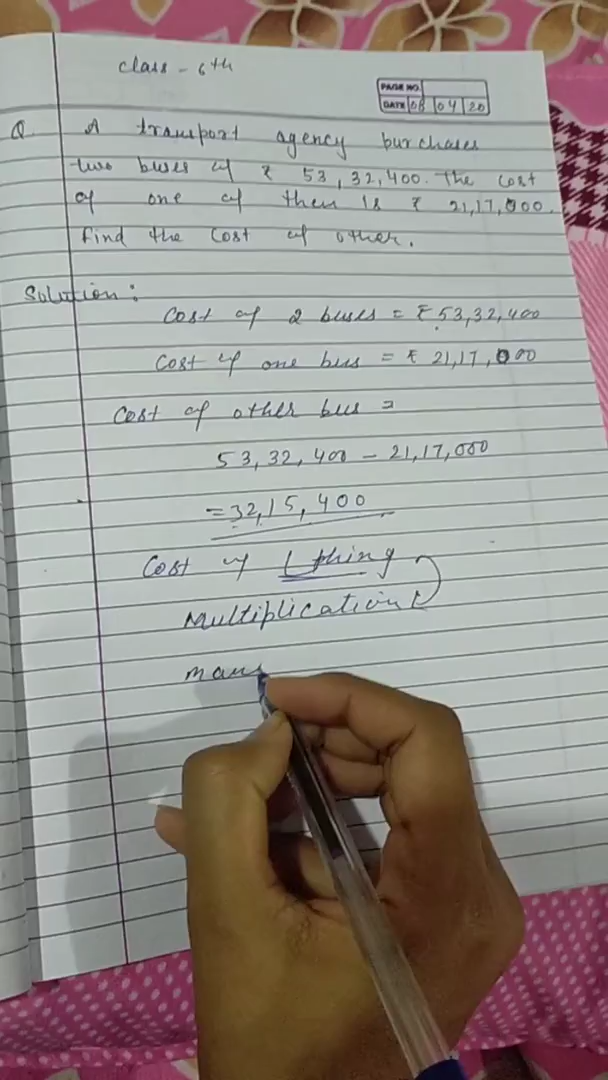 class - 6th
PAGE NO.
DATE 08 04 20
Q. A transport agency purchases
two buses of ₹ 53,32,400. The cost
of one of then is ₹ 21,17,000.
Find the cost of other.
Solution:
Cost of 2 buses = ₹53,32,400
Cost of one bus = ₹ 21,17,000
Cost of other bus =
53,32,400 - 21,17,000
= 32,15,400
Cost of 1 thing
Multiplication